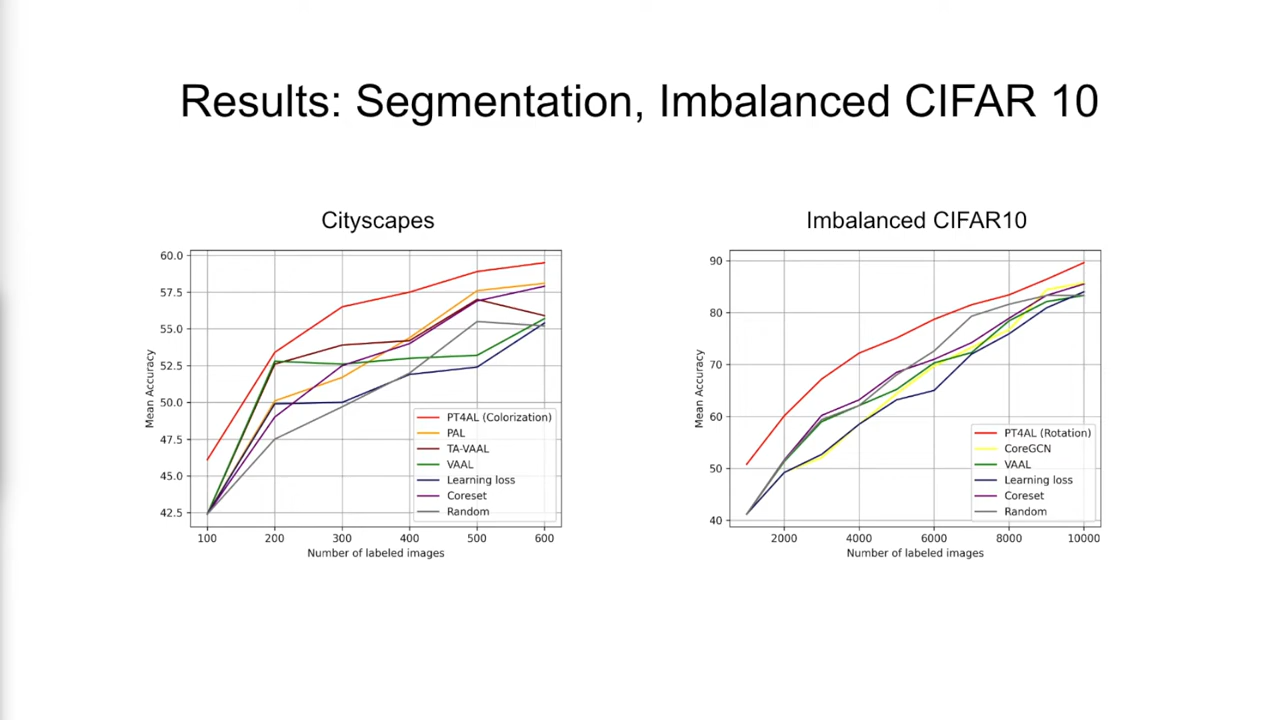 Results: Segmentation, Imbalanced CIFAR 10
Cityscapes
60.0
57.5
55.0
52.5
50.0
47.5
45.0
42.5
Mean Accuracy
PT4AL (Colorization)
PAL
TA-VAAL
VAAL
Learning loss
Coreset
Random
100 200 300 400 500 600
Number of labeled images
Imbalanced CIFAR10
90
80
70
60
50
40
Mean Accuracy
PT4AL (Rotation)
CoreGCN
VAAL
Learning loss
Coreset
Random
2000 4000 6000 8000 10000
Number of labeled images